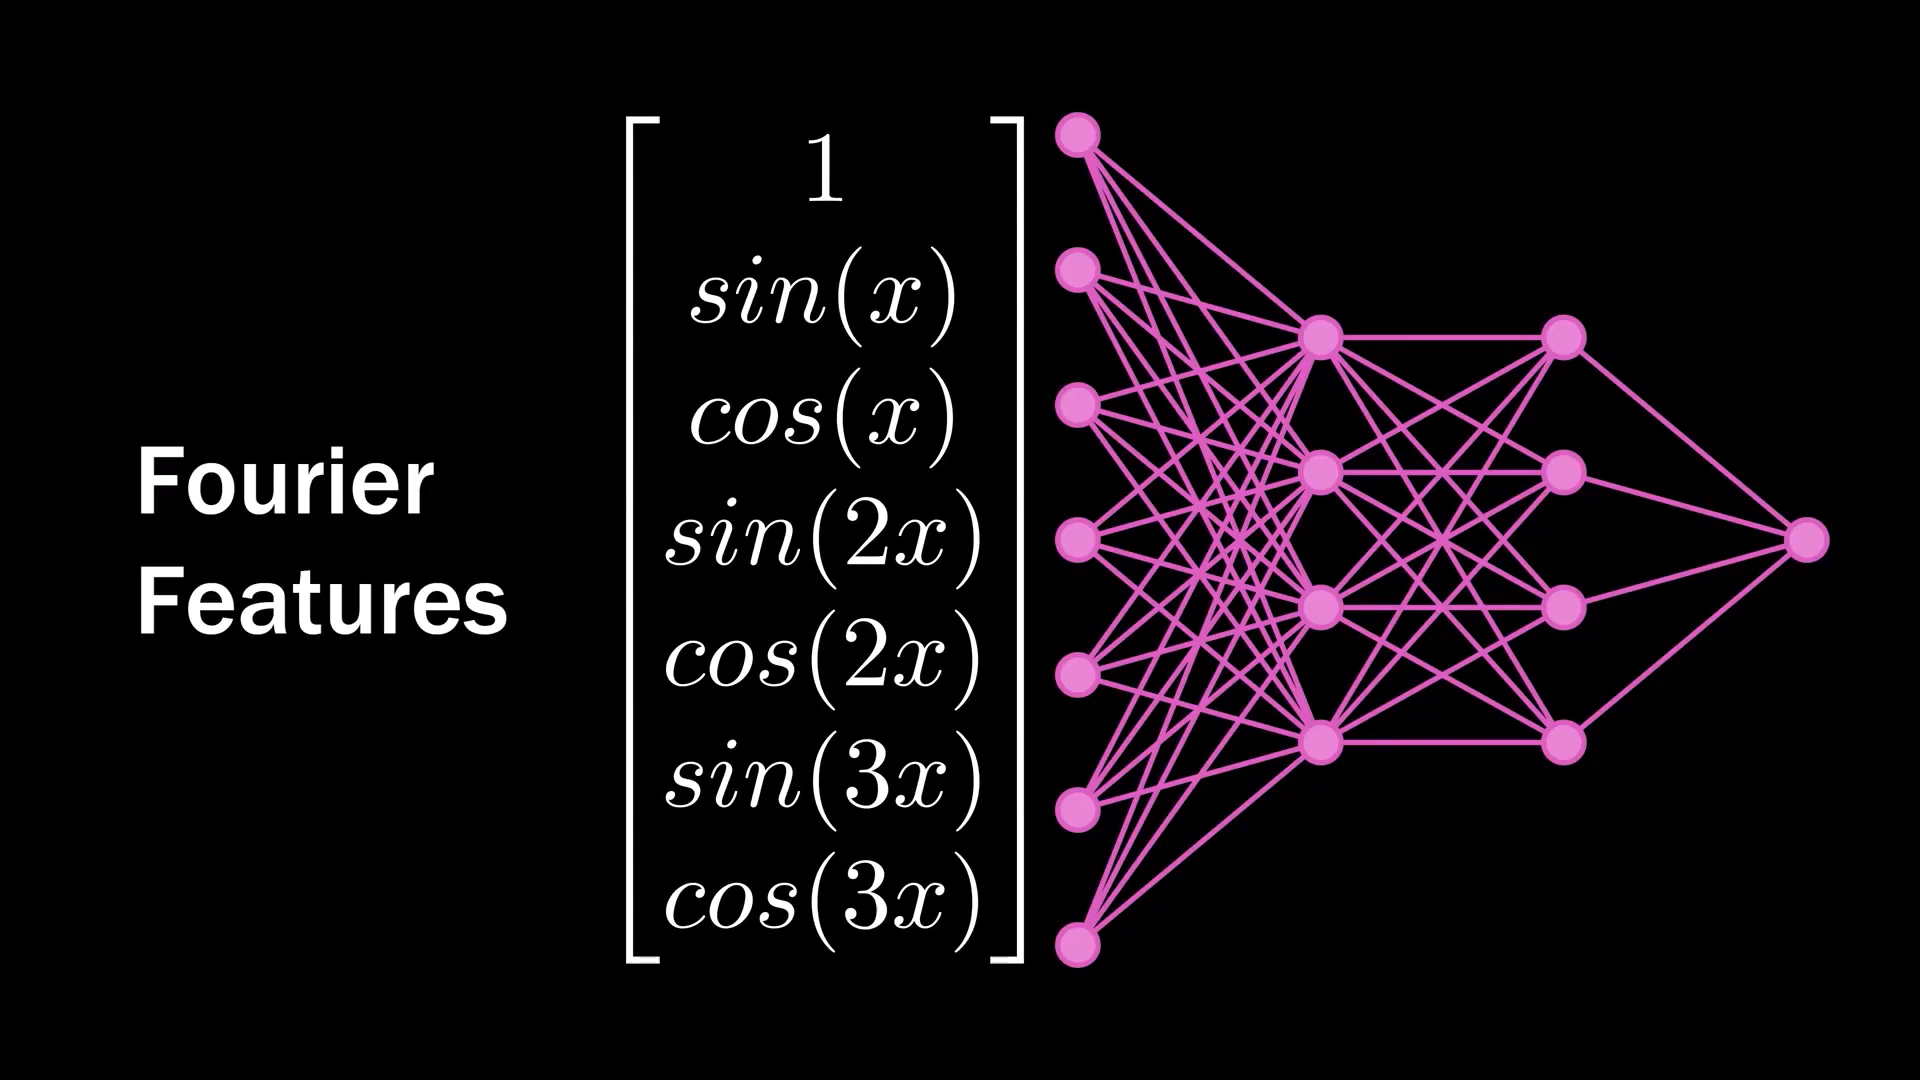 Fourier
Features
1
sin(x)
cos(x)
sin(2x)
cos(2x)
sin(3x)
cos(3x)